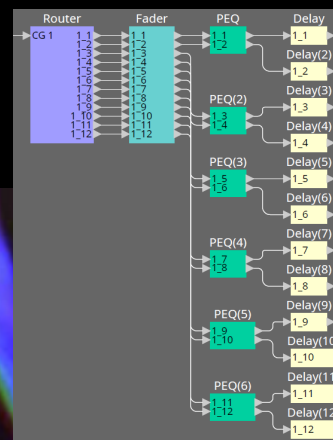 Router
CG 1
1_1
1_2
1_3
1_4
1_5
1_6
1_7
1_8
1_9
1_10
1_11
1_12
Fader
1_1
1_2
1_3
1_4
1_5
1_6
1_7
1_8
1_9
1_10
1_11
1_12
PEQ
1_1
1_2
PEQ(2)
1_3
1_4
PEQ(3)
1_5
1_6
PEQ(4)
1_7
1_8
PEQ(5)
1_9
1_10
PEQ(6)
1_11
1_12
Delay
1_1
Delay(2)
1_2
Delay(3)
1_3
Delay(4)
1_4
Delay(5)
1_5
Delay(6)
1_6
Delay(7)
1_7
Delay(8)
1_8
Delay(9)
1_9
Delay(10
1_10
Delay(11
1_11
Delay(12
1_12